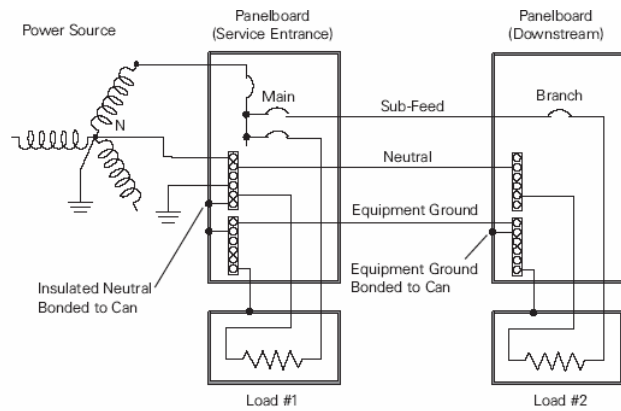 Power Source
Panelboard
(Service Entrance)
Panelboard
(Downstream)
Main
Sub-Feed
Branch
N
Neutral
Equipment Ground
Insulated Neutral
Bonded to Can
Equipment Ground
Bonded to Can
Load #1
Load #2